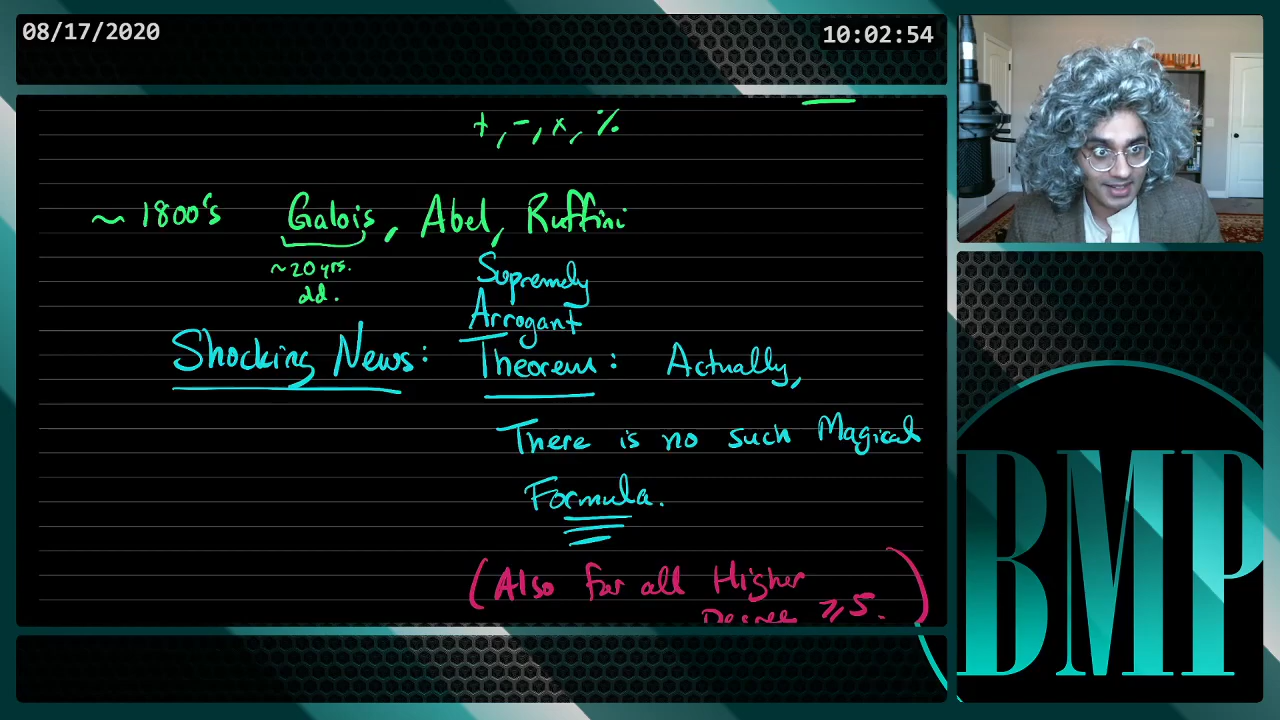 08/17/2020
10:02:54
+, -, ×, %
~ 1800's Galois, Abel, Ruffini
~20 yrs. old.
Supremely
Arrogant
Shocking News: Theorem: Actually,
There is no such Magical
Formula.
(Also for all Higher
Degree ≥5.)
BMP